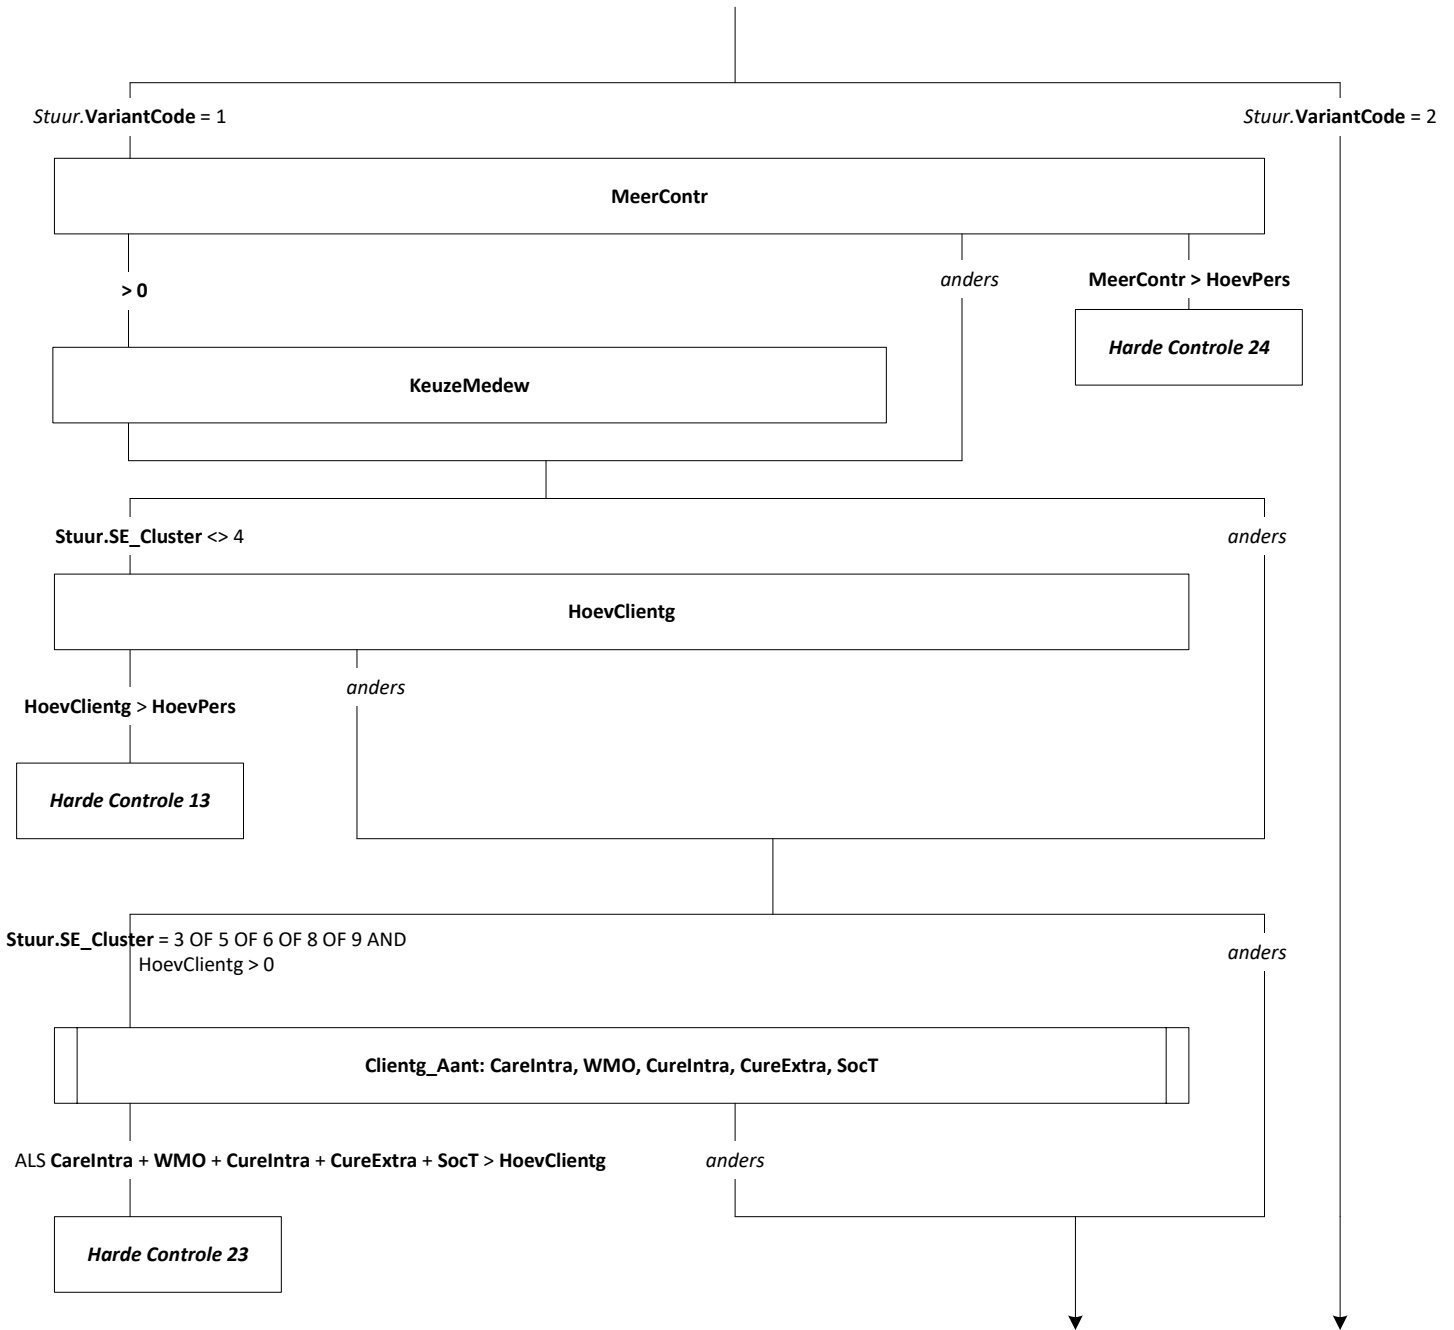 Stuur.VariantCode = 1
Stuur.VariantCode = 2
MeerContr
> 0
anders
MeerContr > HoevPers
Harde Controle 24
KeuzeMedew
Stuur.SE_Cluster <> 4
anders
HoevClientg
anders
HoevClientg > HoevPers
Harde Controle 13
Stuur.SE_Cluster = 3 OF 5 OF 6 OF 8 OF 9 AND
HoevClientg > 0
anders
Clientg_Aant: CareIntra, WMO, CureIntra, CureExtra, SocT
ALS CareIntra + WMO + CureIntra + CureExtra + SocT > HoevClientg
anders
Harde Controle 23